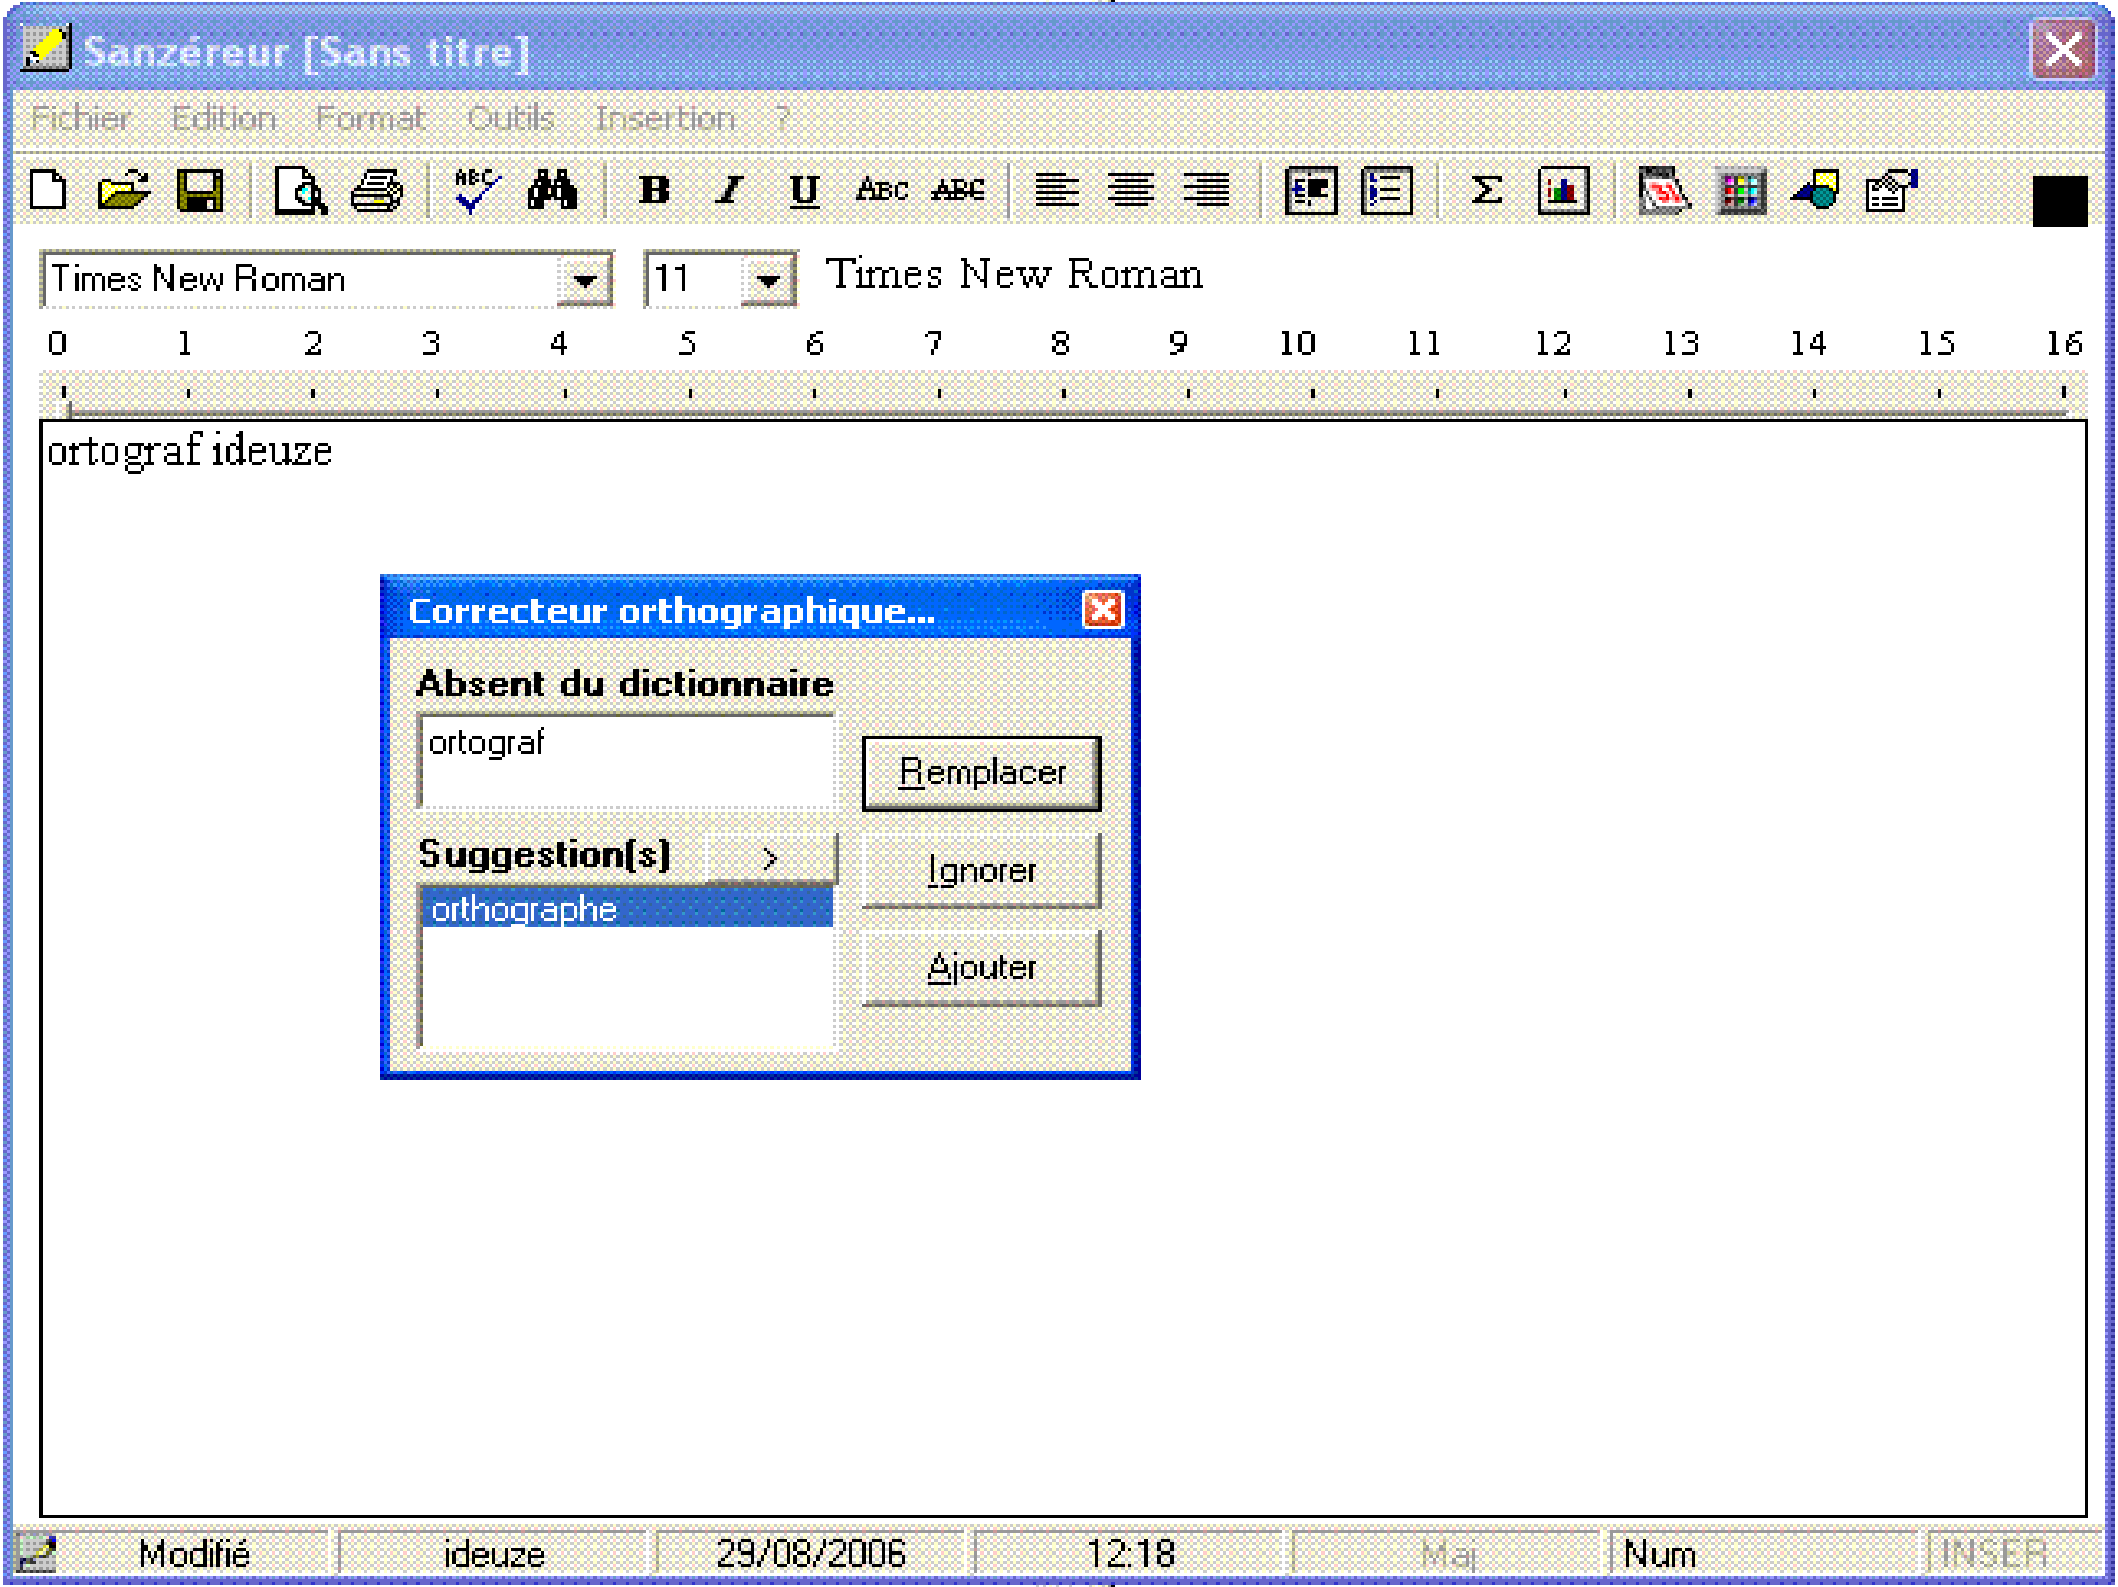 Sanzéreur [Sans titre]
Fichier Edition Format Outils Insertion ?
ABC B I U ABC ABC Σ
Times New Roman 11 Times New Roman
0 1 2 3 4 5 6 7 8 9 10 11 12 13 14 15 16
ortograf ideuze
Correcteur orthographique...
Absent du dictionnaire
ortograf
Remplacer
Suggestion(s) >
Ignorer
orthographe
Ajouter
Modifié ideuze 29/08/2006 12:18 Maj Num INSER